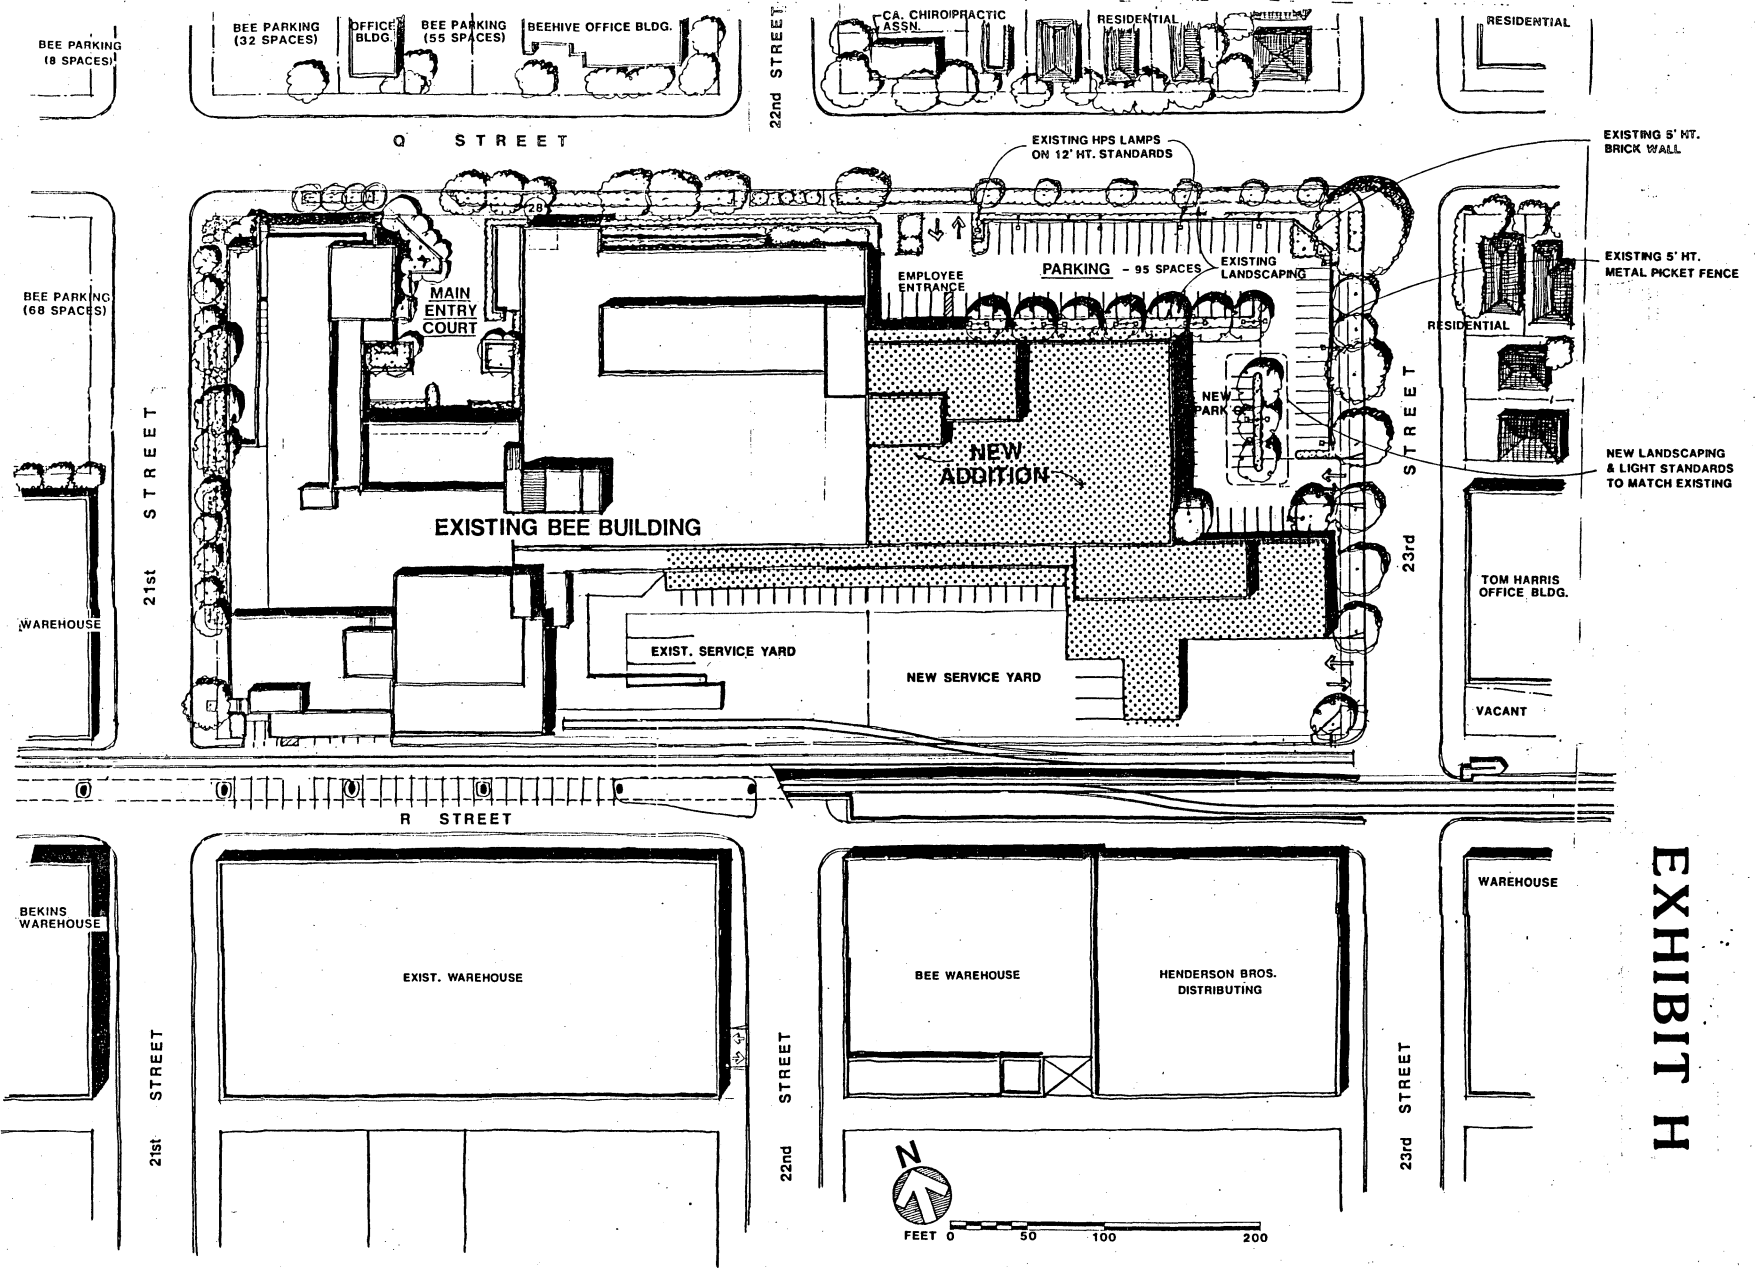 BEE PARKING
(8 SPACES)
BEE PARKING
(32 SPACES)
OFFICE
BLDG.
BEE PARKING
(55 SPACES)
BEEHIVE OFFICE BLDG.
22nd STREET
CA. CHIROPRACTIC
ASSN.
RESIDENTIAL
RESIDENTIAL
Q STREET
EXISTING HPS LAMPS
ON 12' HT. STANDARDS
EXISTING 5' HT.
BRICK WALL
28
EMPLOYEE
ENTRANCE
PARKING - 95 SPACES
EXISTING
LANDSCAPING
EXISTING 5' HT.
METAL PICKET FENCE
BEE PARKING
(68 SPACES)
MAIN
ENTRY
COURT
RESIDENTIAL
21st STREET
NEW
PARK
23rd STREET
NEW
ADDITION
NEW LANDSCAPING
& LIGHT STANDARDS
TO MATCH EXISTING
EXISTING BEE BUILDING
TOM HARRIS
OFFICE BLDG.
WAREHOUSE
EXIST. SERVICE YARD
NEW SERVICE YARD
VACANT
R STREET
BEKINS
WAREHOUSE
EXIST. WAREHOUSE
BEE WAREHOUSE
HENDERSON BROS.
DISTRIBUTING
WAREHOUSE
EXHIBIT H
21st STREET
22nd STREET
23rd STREET
N
FEET 0 50 100 200